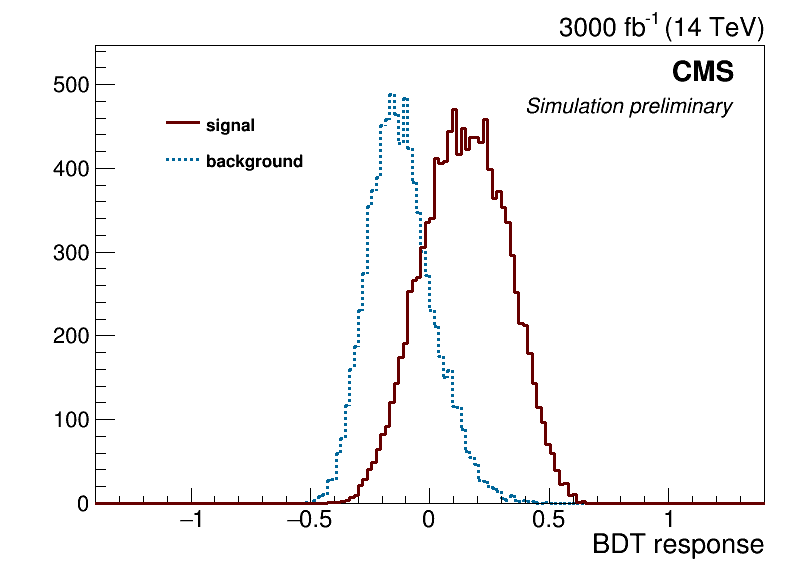 3000 fb-1 (14 TeV)
CMS
Simulation preliminary
signal
background
500
400
300
200
100
0
−1 −0.5 0 0.5 1
BDT response